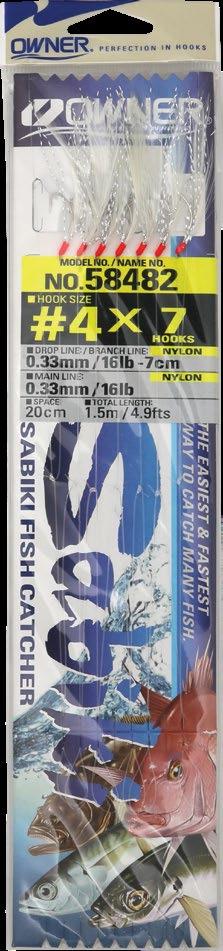 OWNER® PERFECTION IN HOOKS
OWNER
MODEL NO. / NAME NO.
NO.58482
■HOOK SIZE
#4 × 7
HOOKS
■DROP LINE / BRANCH LINE: NYLON
0.33mm/16lb-7cm
■MAIN LINE: NYLON
0.33mm/16lb
■SPACE: ■TOTAL LENGTH:
20cm 1.5m/4.9fts
Sabiki
SABIKI FISH CATCHER
THE EASIEST & FASTEST
WAY TO CATCH MANY FISH.